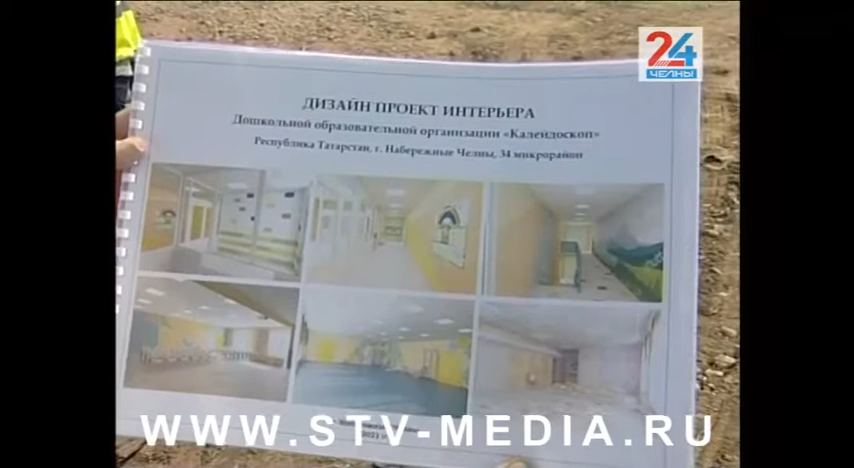 24
ЧЕЛНЫ
ДИЗАЙН ПРОЕКТ ИНТЕРЬЕРА
Дошкольной образовательной организации «Калейдоскоп»
Республика Татарстан, г. Набережные Челны, 34 микрорайон
WWW.STV-MEDIA.RU